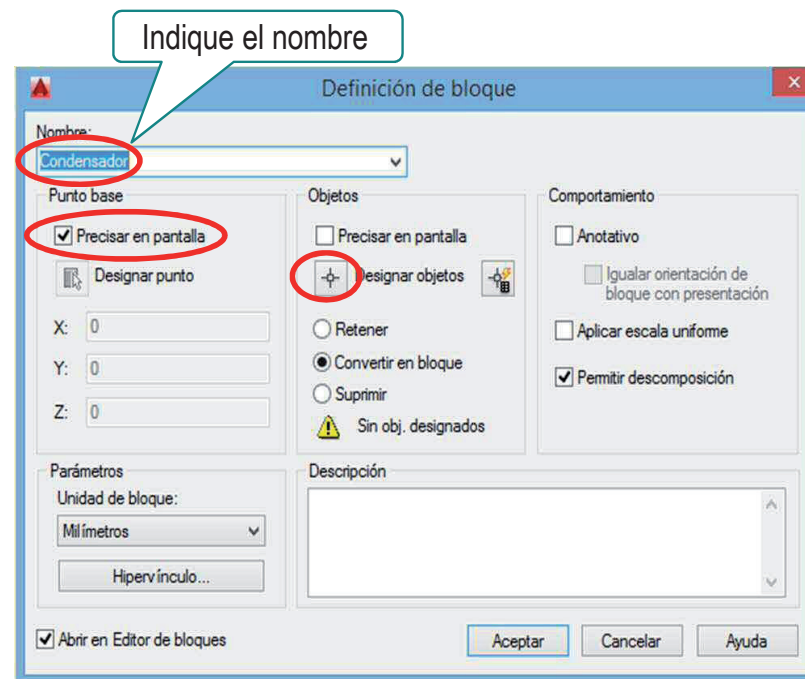 Indique el nombre
Definición de bloque
Nombre:
Condensador
Punto base
Precisar en pantalla
Designar punto
X: 0
Y: 0
Z: 0
Objetos
Precisar en pantalla
Designar objetos
Retener
Convertir en bloque
Suprimir
Sin obj. designados
Comportamiento
Anotativo
Igualar orientación de
bloque con presentación
Aplicar escala uniforme
Permitir descomposición
Parámetros
Unidad de bloque:
Milímetros
Hipervínculo...
Descripción
Abrir en Editor de bloques
Aceptar
Cancelar
Ayuda